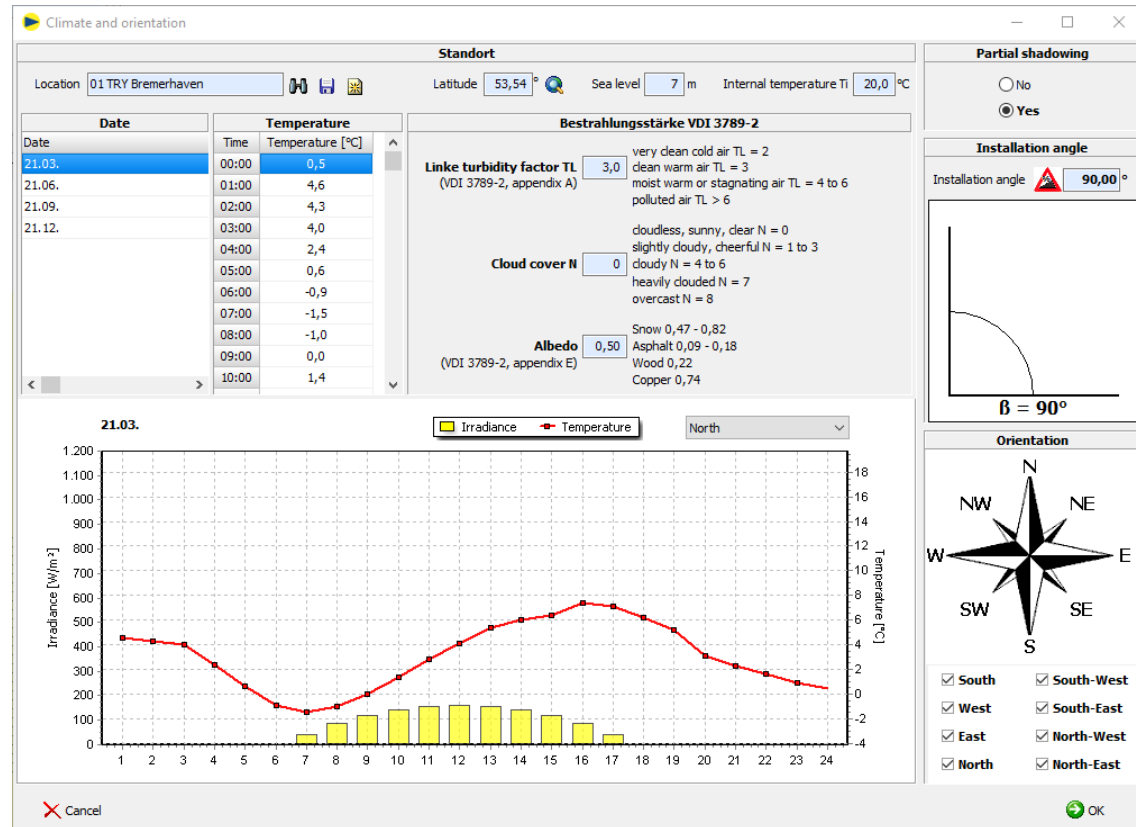 Climate and orientation
Standort
Location 01 TRY Bremerhaven Latitude 53,54 ° Sea level 7 m Internal temperature Ti 20,0 °C
Partial shadowing
No
Yes
Date
Date
21.03.
21.06.
21.09.
21.12.
Temperature
Time Temperature [°C]
00:00 0,5
01:00 4,6
02:00 4,3
03:00 4,0
04:00 2,4
05:00 0,6
06:00 -0,9
07:00 -1,5
08:00 -1,0
09:00 0,0
10:00 1,4
Bestrahlungsstärke VDI 3789-2
Linke turbidity factor TL 3,0
(VDI 3789-2, appendix A)
very clean cold air TL = 2
clean warm air TL = 3
moist warm or stagnating air TL = 4 to 6
polluted air TL > 6
Cloud cover N 0
cloudless, sunny, clear N = 0
slightly cloudy, cheerful N = 1 to 3
cloudy N = 4 to 6
heavily clouded N = 7
overcast N = 8
Albedo 0,50
(VDI 3789-2, appendix E)
Snow 0,47 - 0,82
Asphalt 0,09 - 0,18
Wood 0,22
Copper 0,74
Installation angle
Installation angle 90,00 °
ß = 90°
21.03.
Irradiance Temperature
North
Irradiance [W/m²]
1.200
1.100
1.000
900
800
700
600
500
400
300
200
100
0
18
16
14
12
10
8
6
4
2
0
-2
-4
Temperature [°C]
1 2 3 4 5 6 7 8 9 10 11 12 13 14 15 16 17 18 19 20 21 22 23 24
Orientation
N
NW NE
W E
SW SE
S
South South-West
West South-East
East North-West
North North-East
Cancel OK